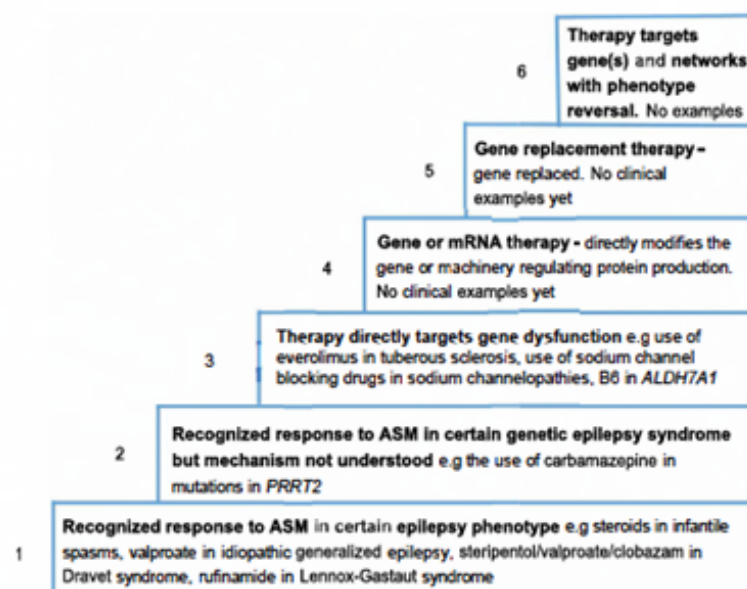 6
Therapy targets
gene(s) and networks
with phenotype
reversal. No examples
5
Gene replacement therapy –
gene replaced. No clinical
examples yet
4
Gene or mRNA therapy - directly modifies the
gene or machinery regulating protein production.
No clinical examples yet
3
Therapy directly targets gene dysfunction e.g use of
everolimus in tuberous sclerosis, use of sodium channel
blocking drugs in sodium channelopathies, B6 in ALDH7A1
2
Recognized response to ASM in certain genetic epilepsy syndrome
but mechanism not understood e.g the use of carbamazepine in
mutations in PRRT2
1
Recognized response to ASM in certain epilepsy phenotype e.g steroids in infantile
spasms, valproate in idiopathic generalized epilepsy, steripentol/valproate/clobazam in
Dravet syndrome, rufinamide in Lennox-Gastaut syndrome